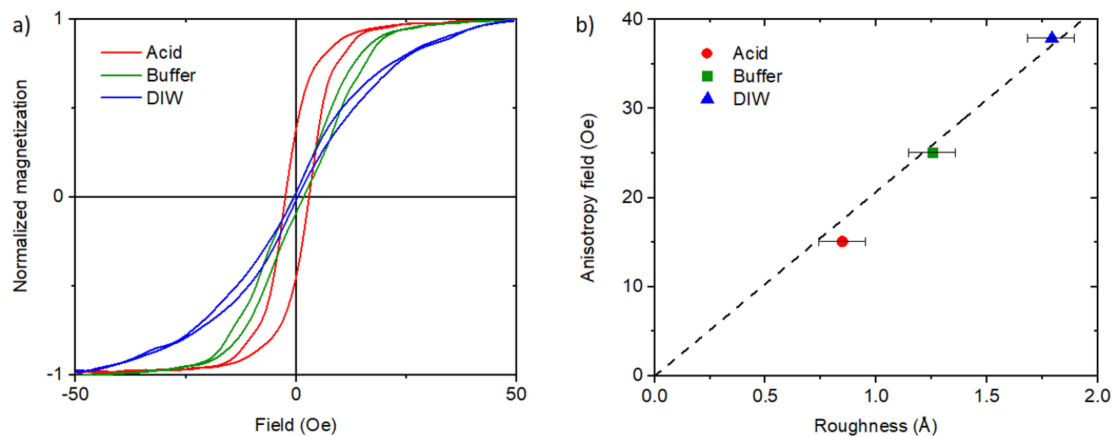 a)
Acid
Buffer
DIW
1
0
-1
-50
0
50
Normalized magnetization
Field (Oe)
b)
Acid
Buffer
DIW
40
30
20
10
0
0.0
0.5
1.0
1.5
2.0
Anisotropy field (Oe)
Roughness (Å)